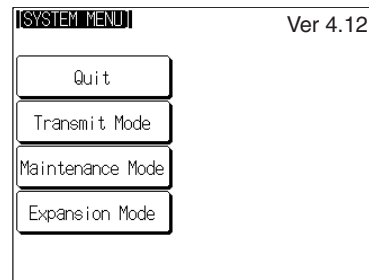 [SYSTEM MENU]
Ver 4.12
Quit
Transmit Mode
Maintenance Mode
Expansion Mode